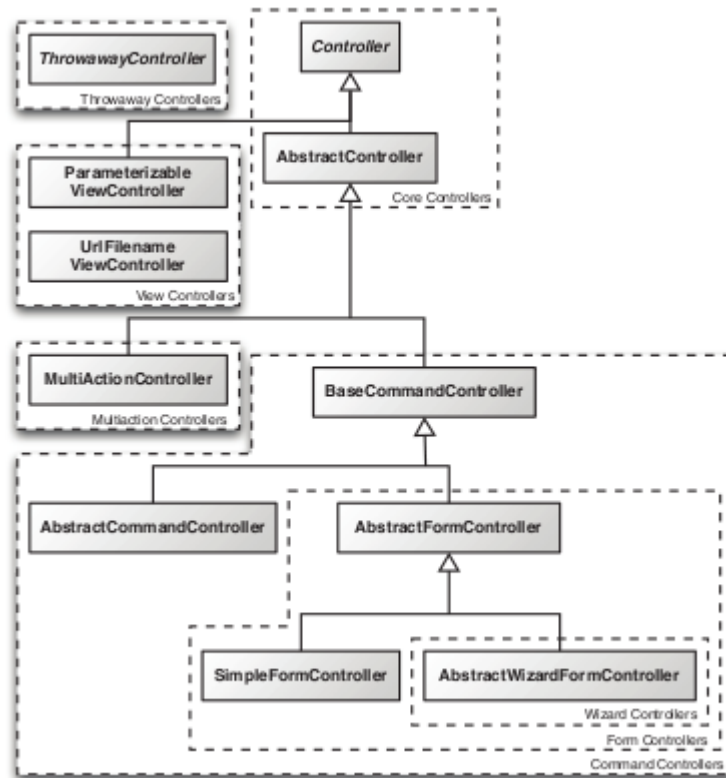 Controller
ThrowawayController
Throwaway Controllers
AbstractController
Core Controllers
Parameterizable
ViewController
UrlFilename
ViewController
View Controllers
MultiActionController
Multiaction Controllers
BaseCommandController
AbstractCommandController
AbstractFormController
SimpleFormController
AbstractWizardFormController
Wizard Controllers
Form Controllers
Command Controllers